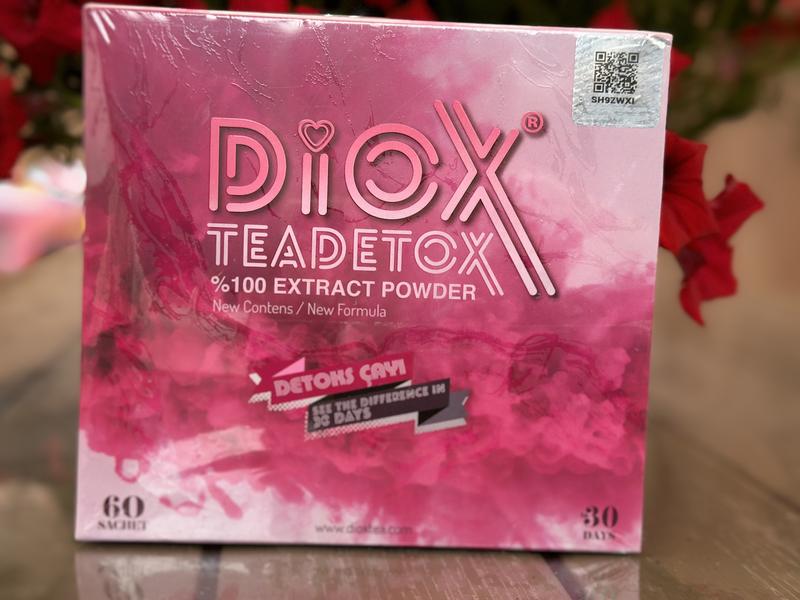 SH9ZWXI
DiOX®
TEADETOX
%100 EXTRACT POWDER
New Contens / New Formula
DETOKS ÇAYI
SEE THE DIFFERENCE IN
30 DAYS
60
SACHET
www.dioxtea.com
30
DAYS